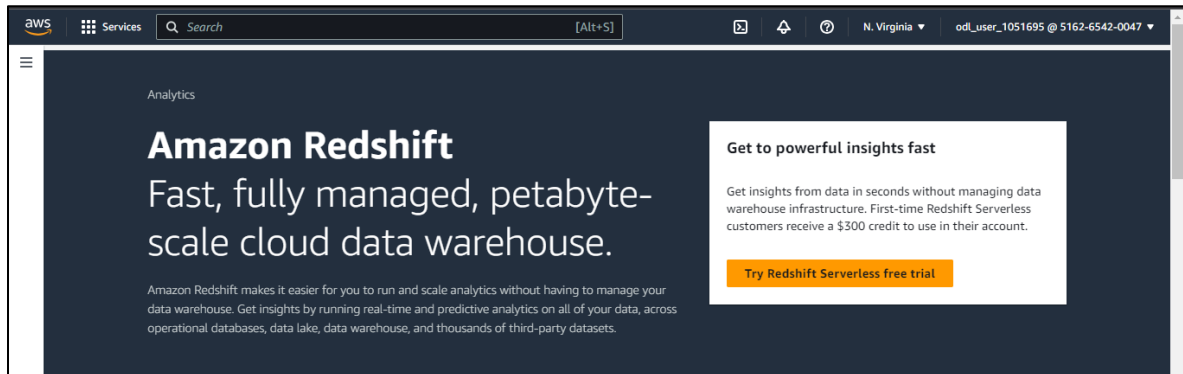 aws
Services
Search
[Alt+S]
N. Virginia
odl_user_1051695 @ 5162-6542-0047
Analytics
Amazon Redshift
Fast, fully managed, petabyte-
scale cloud data warehouse.
Amazon Redshift makes it easier for you to run and scale analytics without having to manage your
data warehouse. Get insights by running real-time and predictive analytics on all of your data, across
operational databases, data lake, data warehouse, and thousands of third-party datasets.
Get to powerful insights fast
Get insights from data in seconds without managing data
warehouse infrastructure. First-time Redshift Serverless
customers receive a $300 credit to use in their account.
Try Redshift Serverless free trial